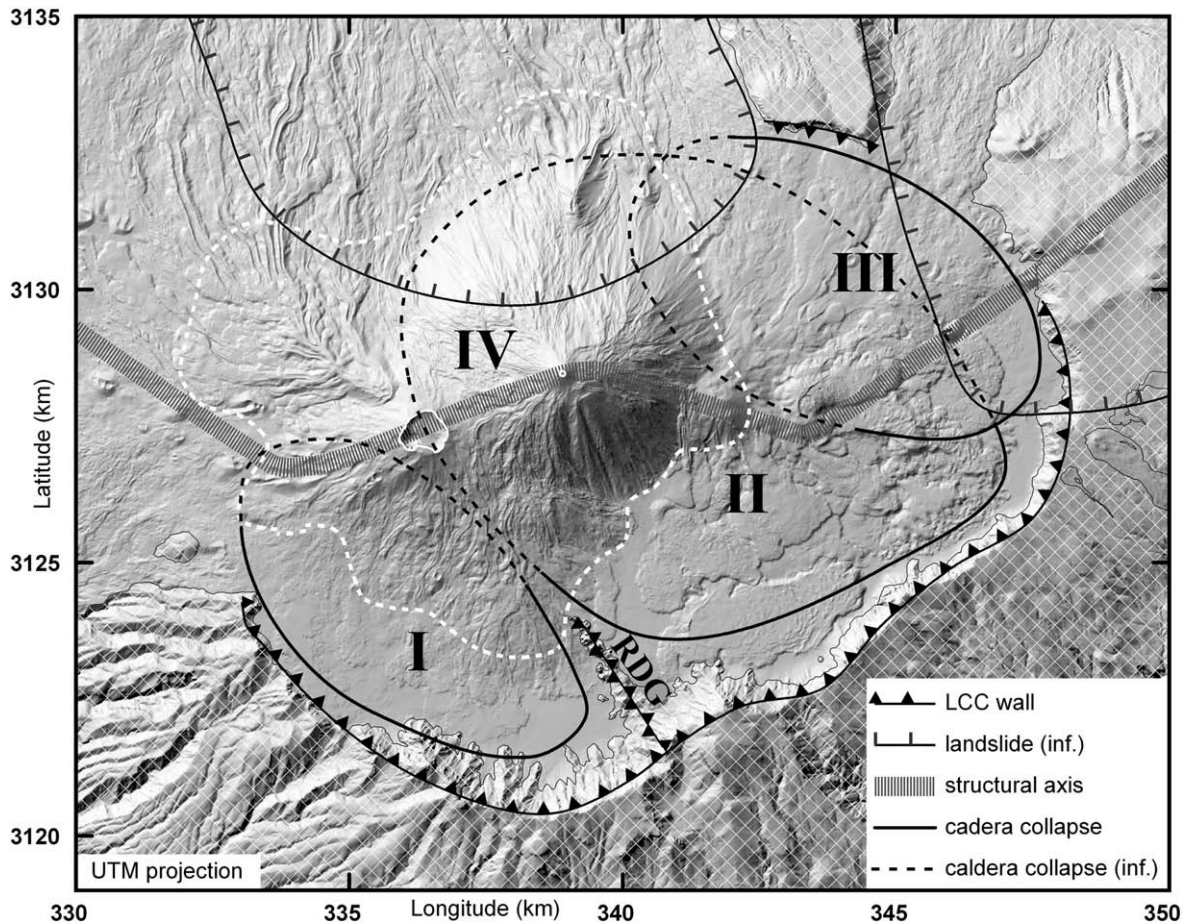 3135
3130
3125
3120
Latitude (km)
III
IV
II
I
RDG
LCC wall
landslide (inf.)
structural axis
cadera collapse
caldera collapse (inf.)
UTM projection
330
335
Longitude (km)
340
345
350